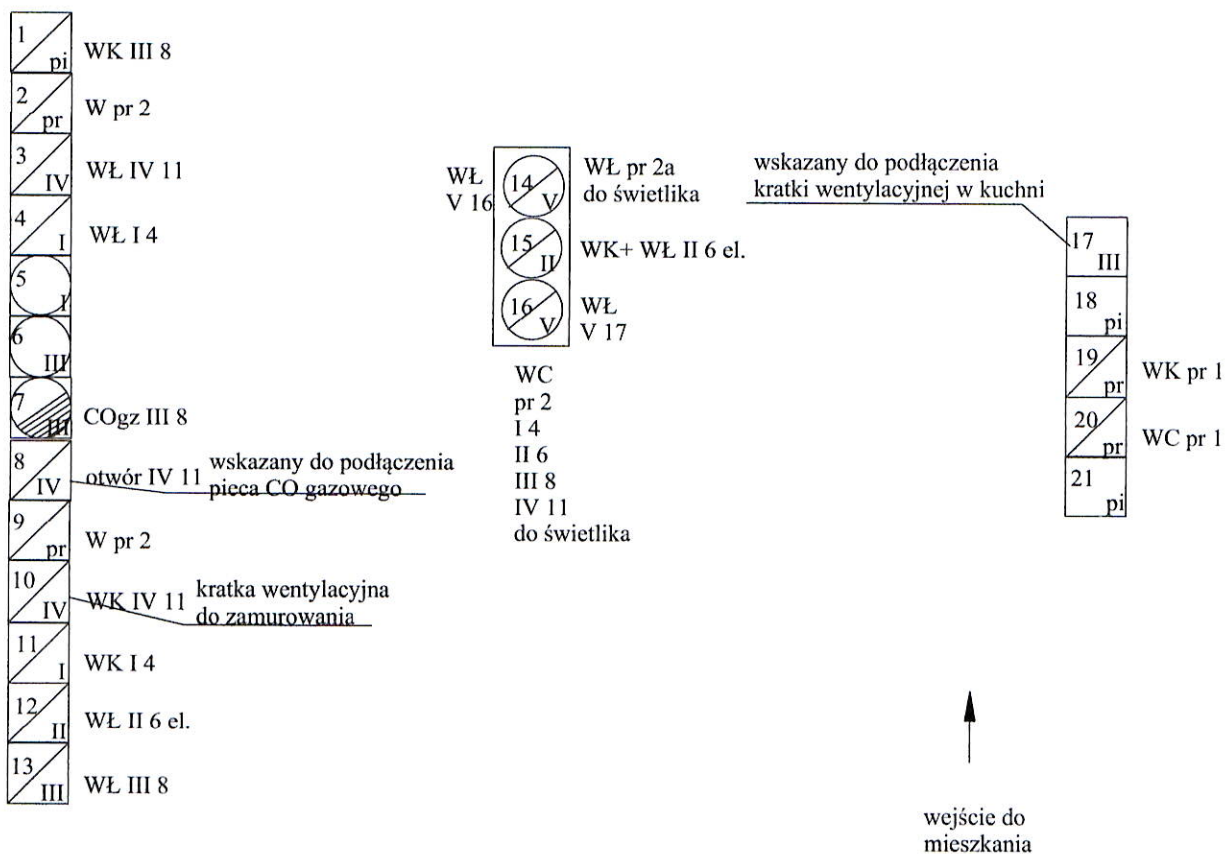 1
pi WK III 8
2
pr W pr 2
3
IV WŁ IV 11
4
I WŁ I 4
5
I
6
III
7
III COgz III 8
8
IV otwór IV 11
wskazany do podłączenia
pieca CO gazowego
9
pr W pr 2
10
IV WK IV 11
kratka wentylacyjna
do zamurowania
11
I WK I 4
12
II WŁ II 6 el.
13
III WŁ III 8
WŁ
V 16
14
V
WŁ pr 2a
do świetlika
15
II WK+ WŁ II 6 el.
16
V
WŁ
V 17
WC
pr 2
I 4
II 6
III 8
IV 11
do świetlika
wskazany do podłączenia
kratki wentylacyjnej w kuchni
17
III
18
pi
19
pr WK pr 1
20
pr WC pr 1
21
pi
wejście do
mieszkania